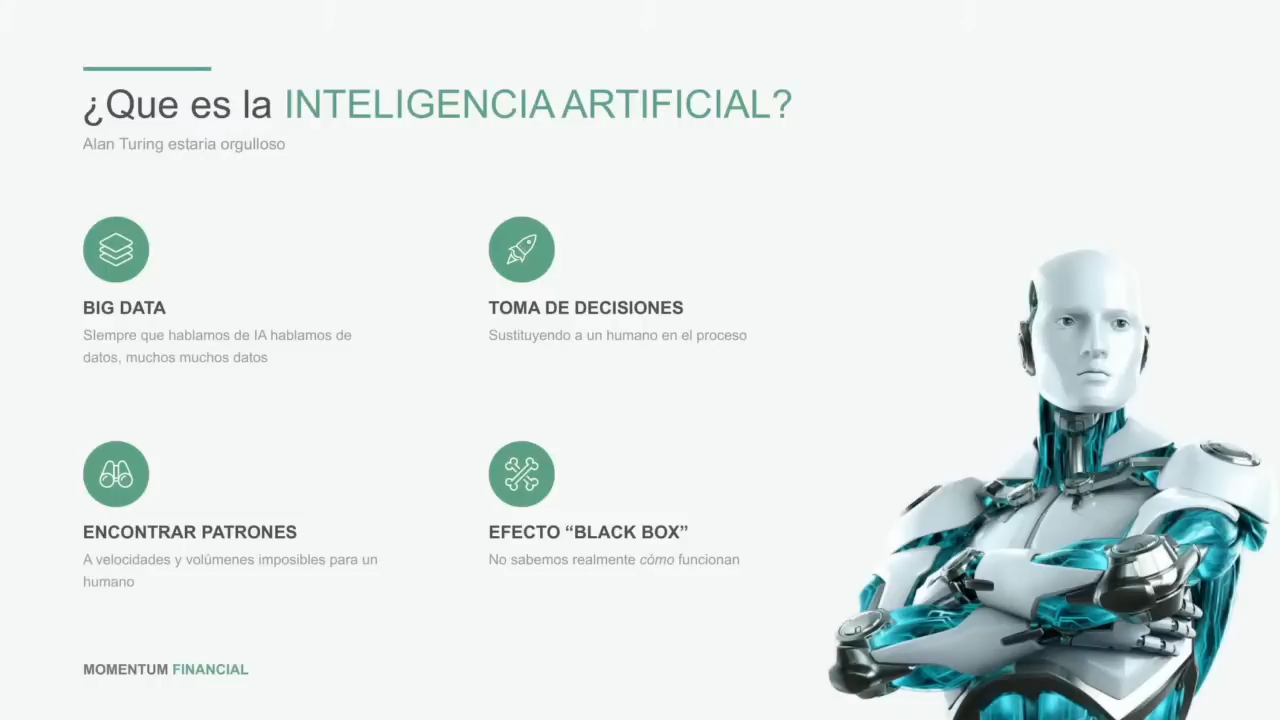 ¿Que es la INTELIGENCIA ARTIFICIAL?
Alan Turing estaria orgulloso
BIG DATA
SIempre que hablamos de IA hablamos de
datos, muchos muchos datos
TOMA DE DECISIONES
Sustituyendo a un humano en el proceso
ENCONTRAR PATRONES
A velocidades y volúmenes imposibles para un
humano
EFECTO “BLACK BOX”
No sabemos realmente cómo funcionan
MOMENTUM FINANCIAL